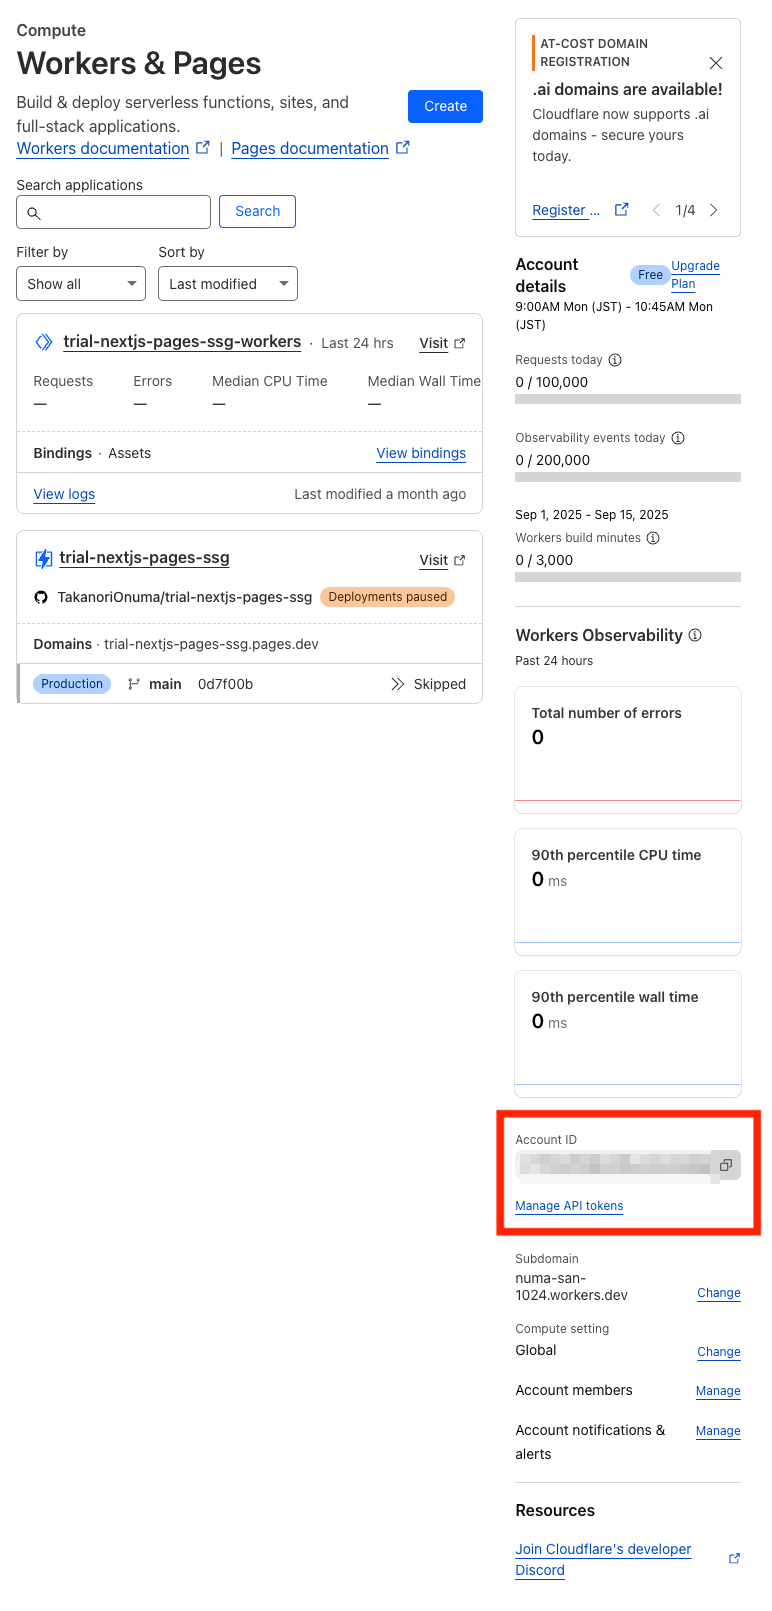 Compute
Workers & Pages
Build & deploy serverless functions, sites, and
full-stack applications.
Create
Workers documentation | Pages documentation
Search applications
Search
Filter by
Sort by
Show all
Last modified
trial-nextjs-pages-ssg-workers · Last 24 hrs Visit
Requests Errors Median CPU Time Median Wall Time
— — — —
Bindings · Assets View bindings
View logs Last modified a month ago
trial-nextjs-pages-ssg Visit
TakanoriOnuma/trial-nextjs-pages-ssg Deployments paused
Domains · trial-nextjs-pages-ssg.pages.dev
Production main 0d7f00b Skipped
AT-COST DOMAIN
REGISTRATION
.ai domains are available!
Cloudflare now supports .ai
domains - secure yours
today.
Register ... 1/4
Account
details
Free
Upgrade
Plan
9:00AM Mon (JST) - 10:45AM Mon
(JST)
Requests today
0 / 100,000
Observability events today
0 / 200,000
Sep 1, 2025 - Sep 15, 2025
Workers build minutes
0 / 3,000
Workers Observability
Past 24 hours
Total number of errors
0
90th percentile CPU time
0 ms
90th percentile wall time
0 ms
Account ID
Manage API tokens
Subdomain
numa-san-
1024.workers.dev
Change
Compute setting
Global
Change
Account members Manage
Account notifications &
alerts
Manage
Resources
Join Cloudflare's developer
Discord